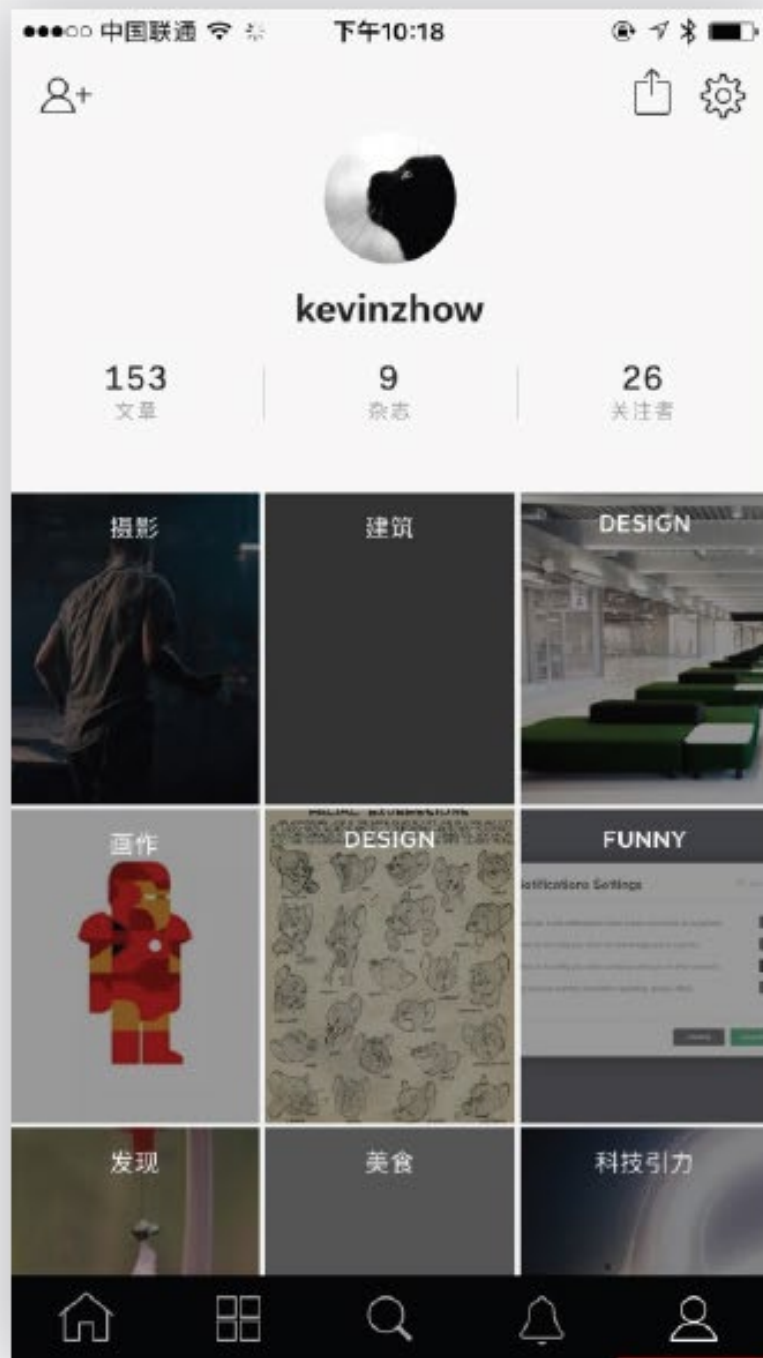 中国联通 下午10:18
kevinzhow
153 9 26
文章 杂志 关注者
摄影 建筑 DESIGN
画作 DESIGN FUNNY
Notifications Settings
发现 美食 科技引力